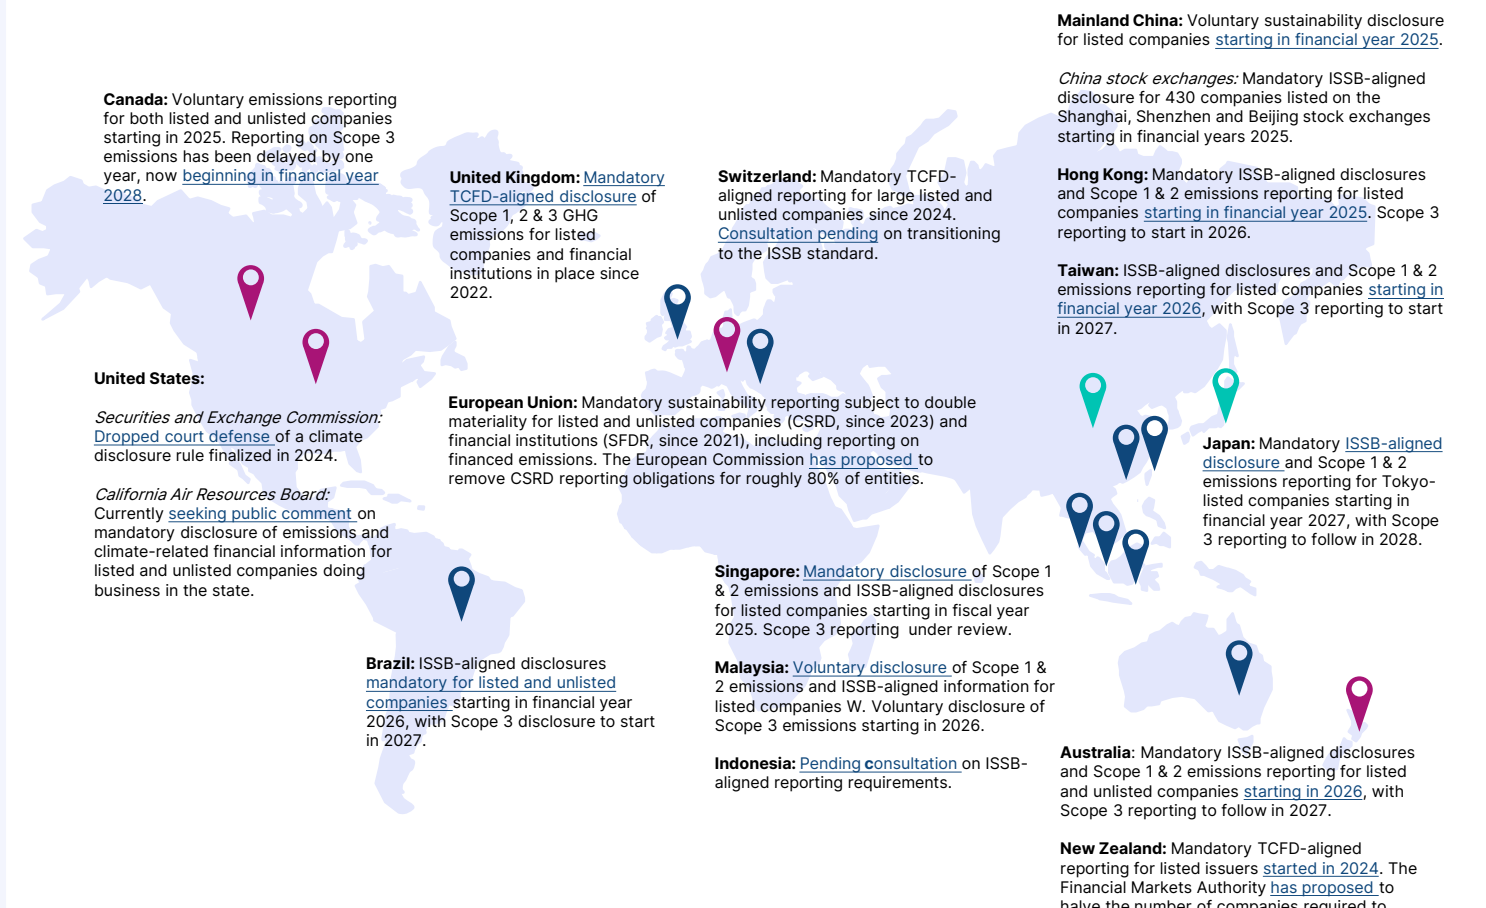 Canada: Voluntary emissions reporting
for both listed and unlisted companies
starting in 2025. Reporting on Scope 3
emissions has been delayed by one
year, now beginning in financial year
2028.
United States:
Securities and Exchange Commission:
Dropped court defense of a climate
disclosure rule finalized in 2024.
California Air Resources Board:
Currently seeking public comment on
mandatory disclosure of emissions and
climate-related financial information for
listed and unlisted companies doing
business in the state.
Brazil: ISSB-aligned disclosures
mandatory for listed and unlisted
companies starting in financial year
2026, with Scope 3 disclosure to start
in 2027.
United Kingdom: Mandatory
TCFD-aligned disclosure of
Scope 1, 2 & 3 GHG
emissions for listed
companies and financial
institutions in place since
2022.
Switzerland: Mandatory TCFD-
aligned reporting for large listed and
unlisted companies since 2024.
Consultation pending on transitioning
to the ISSB standard.
European Union: Mandatory sustainability reporting subject to double
materiality for listed and unlisted companies (CSRD, since 2023) and
financial institutions (SFDR, since 2021), including reporting on
financed emissions. The European Commission has proposed to
remove CSRD reporting obligations for roughly 80% of entities.
Singapore: Mandatory disclosure of Scope 1
& 2 emissions and ISSB-aligned disclosures
for listed companies starting in fiscal year
2025. Scope 3 reporting under review.
Malaysia: Voluntary disclosure of Scope 1 &
2 emissions and ISSB-aligned information for
listed companies W. Voluntary disclosure of
Scope 3 emissions starting in 2026.
Indonesia: Pending consultation on ISSB-
aligned reporting requirements.
Mainland China: Voluntary sustainability disclosure
for listed companies starting in financial year 2025.
China stock exchanges: Mandatory ISSB-aligned
disclosure for 430 companies listed on the
Shanghai, Shenzhen and Beijing stock exchanges
starting in financial years 2025.
Hong Kong: Mandatory ISSB-aligned disclosures
and Scope 1 & 2 emissions reporting for listed
companies starting in financial year 2025. Scope 3
reporting to start in 2026.
Taiwan: ISSB-aligned disclosures and Scope 1 & 2
emissions reporting for listed companies starting in
financial year 2026, with Scope 3 reporting to start
in 2027.
Japan: Mandatory ISSB-aligned
disclosure and Scope 1 & 2
emissions reporting for Tokyo-
listed companies starting in
financial year 2027, with Scope
3 reporting to follow in 2028.
Australia: Mandatory ISSB-aligned disclosures
and Scope 1 & 2 emissions reporting for listed
and unlisted companies starting in 2026, with
Scope 3 reporting to follow in 2027.
New Zealand: Mandatory TCFD-aligned
reporting for listed issuers started in 2024. The
Financial Markets Authority has proposed to
halve the number of companies required to